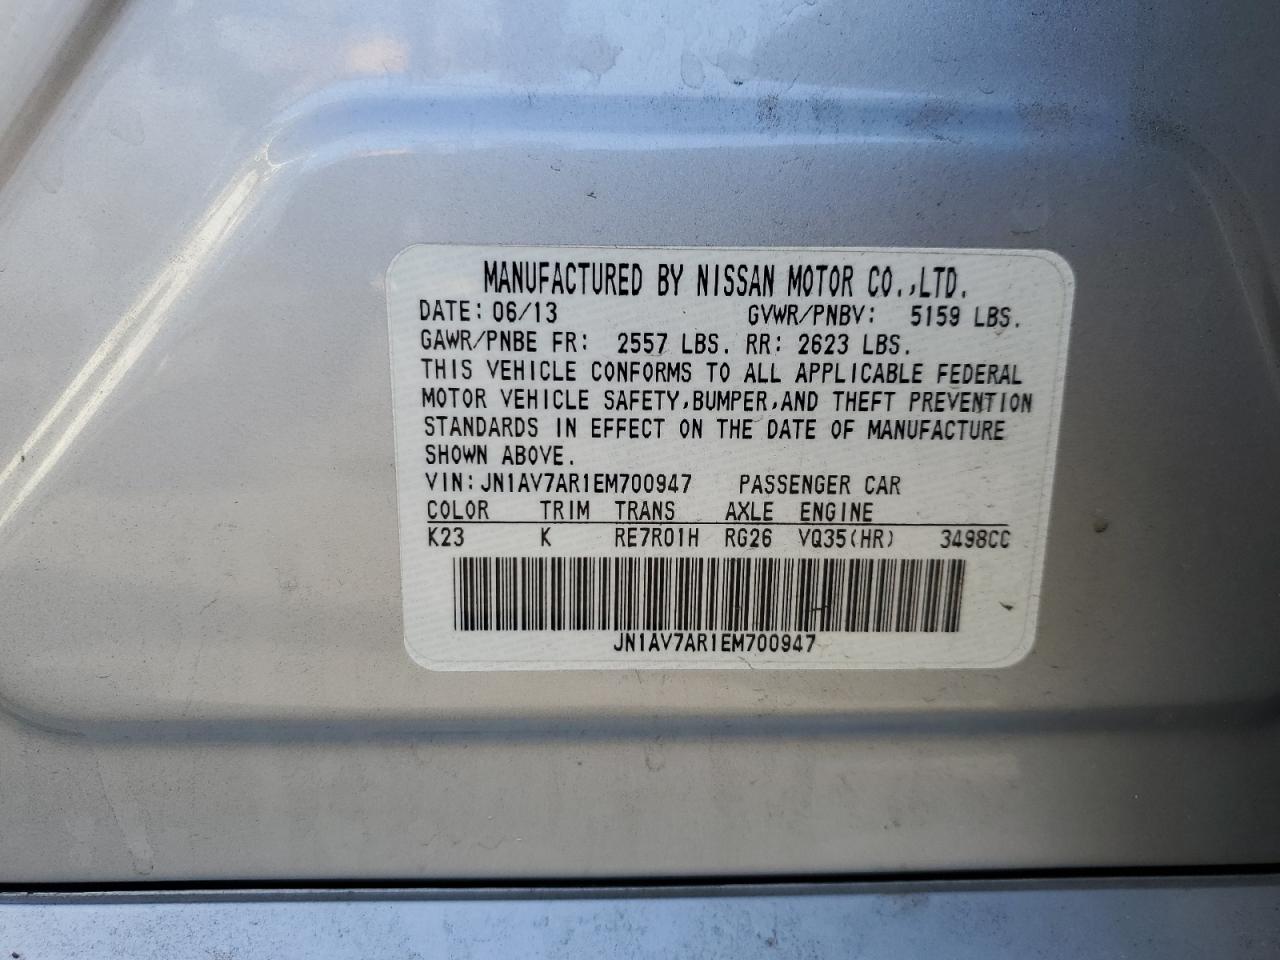 MANUFACTURED BY NISSAN MOTOR CO.,LTD.
DATE: 06/13 GVWR/PNBV: 5159 LBS.
GAWR/PNBE FR: 2557 LBS. RR: 2623 LBS.
THIS VEHICLE CONFORMS TO ALL APPLICABLE FEDERAL
MOTOR VEHICLE SAFETY,BUMPER,AND THEFT PREVENTION
STANDARDS IN EFFECT ON THE DATE OF MANUFACTURE
SHOWN ABOVE.
VIN:JN1AV7AR1EM700947 PASSENGER CAR
COLOR TRIM TRANS AXLE ENGINE
K23 K RE7R01H RG26 VQ35(HR) 3498CC
JN1AV7AR1EM700947